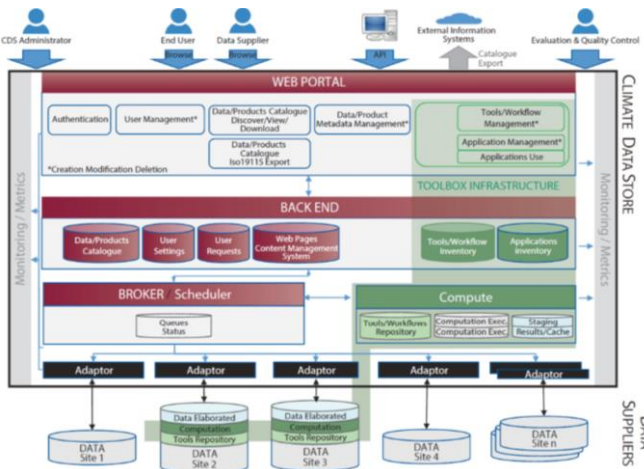 CDS Administrator
End User
Browse
Data Supplier
Browse
API
External Information
Systems
Catalogue
Export
Evaluation & Quality Control
WEB PORTAL
Authentication
User Management*
Data/Products Catalogue
Discover/View/
Download
Data/Products
Catalogue
Iso19115 Export
Data/Product
Metadata Management*
Tools/Workflow
Management*
Application Management*
Applications Use
*Creation Modification Deletion
TOOLBOX INFRASTRUCTURE
BACK END
Data/Products
Catalogue
User
Settings
User
Requests
Web Pages
Content Management
System
Tools/Workflow
Inventory
Applications
Inventory
BROKER / Scheduler
Queues
Status
Compute
Tools/Workflows
Repository
Computation Exec.
Computation Exec.
Staging
Results/Cache
Adaptor
Adaptor
Adaptor
Adaptor
Adaptor
Data Elaborated
Computation
Tools Repository
Data Elaborated
Computation
Tools Repository
DATA
Site 1
DATA
Site 2
DATA
Site 3
DATA
Site 4
DATA
Site n
Monitoring / Metrics
Monitoring / Metrics
CLIMATE DATA STORE
DATA
SUPPLIERS